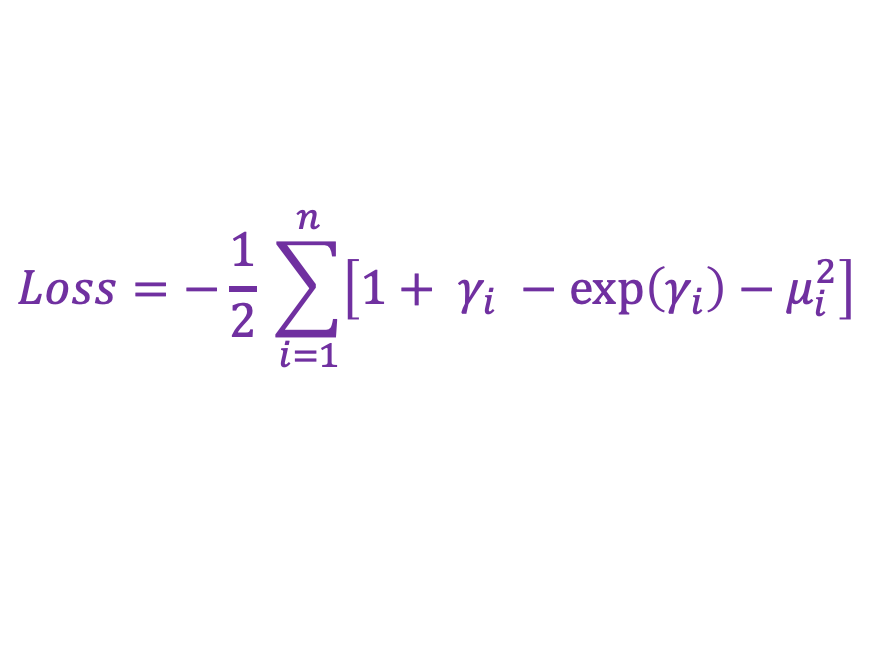 Loss = − 1/2 ∑_{i=1}^{n} [1 + γ_i − exp(γ_i) − μ_i^2]